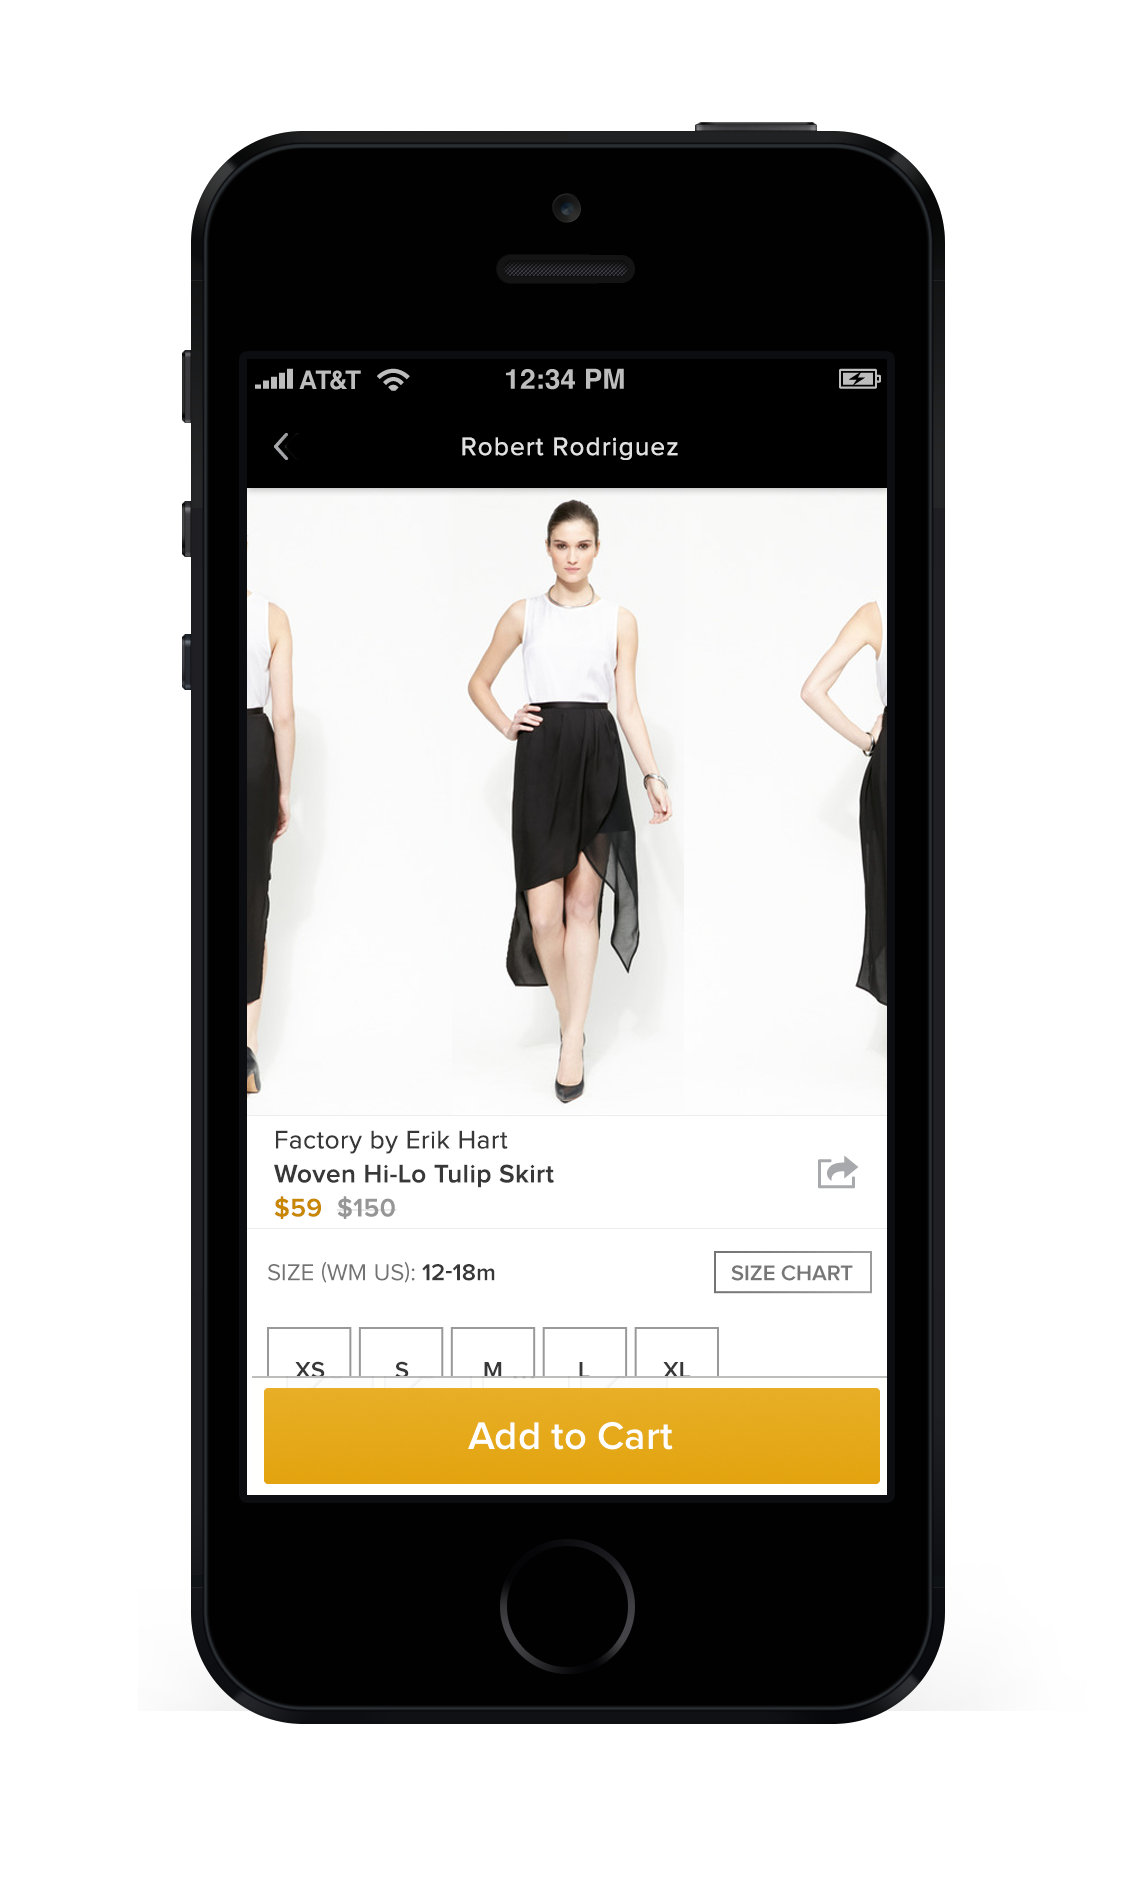 AT&T 12:34 PM
Robert Rodriguez
Factory by Erik Hart
Woven Hi-Lo Tulip Skirt
$59 $150
SIZE (WM US): 12-18m SIZE CHART
XS S M L XL
Add to Cart